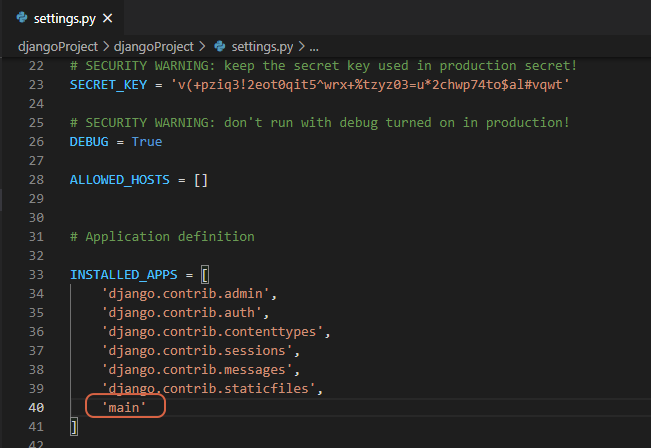 settings.py ×
djangoProject > djangoProject > settings.py > ...
22 # SECURITY WARNING: keep the secret key used in production secret!
23 SECRET_KEY = 'v(+pziq3!2eot0qit5^wrx+%tzyz03=u*2chwp74to$al#vqwt'
24
25 # SECURITY WARNING: don't run with debug turned on in production!
26 DEBUG = True
27
28 ALLOWED_HOSTS = []
29
30
31 # Application definition
32
33 INSTALLED_APPS = [
34 'django.contrib.admin',
35 'django.contrib.auth',
36 'django.contrib.contenttypes',
37 'django.contrib.sessions',
38 'django.contrib.messages',
39 'django.contrib.staticfiles',
40 'main'
41 ]
42